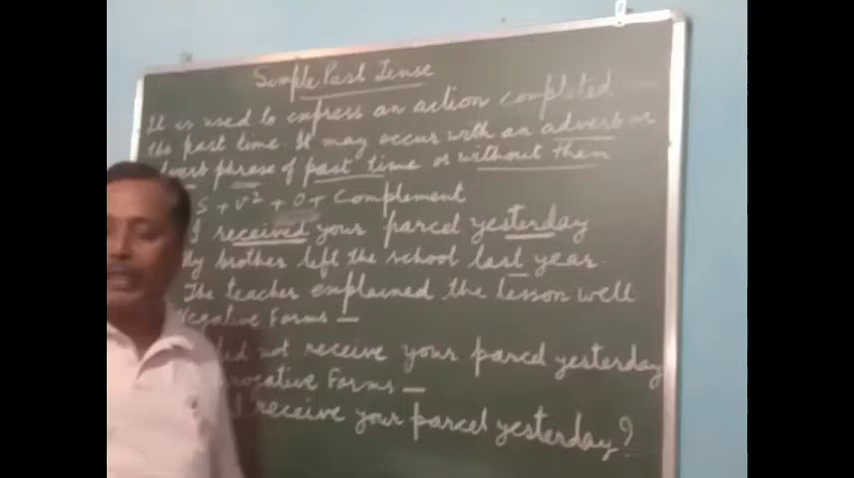 Simple Past Tense
It is used to express an action completed
the past time. It may occur with an adverb or
phrase of past time or without them
S + V2 + O + Complement
I received your parcel yesterday
brother left the school last year.
The teacher explained the lesson well
Negative Forms —
did not receive your parcel yesterday
Forms —
I receive your parcel yesterday?